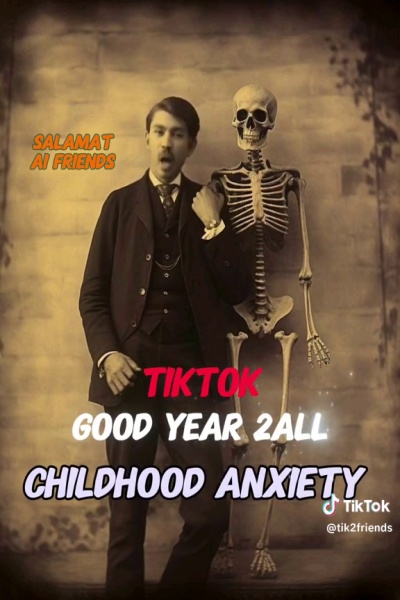 SALAMAT
AI FRIENDS
TIKTOK
GOOD YEAR 2ALL
CHILDHOOD ANXIETY
TikTok
@tik2friends